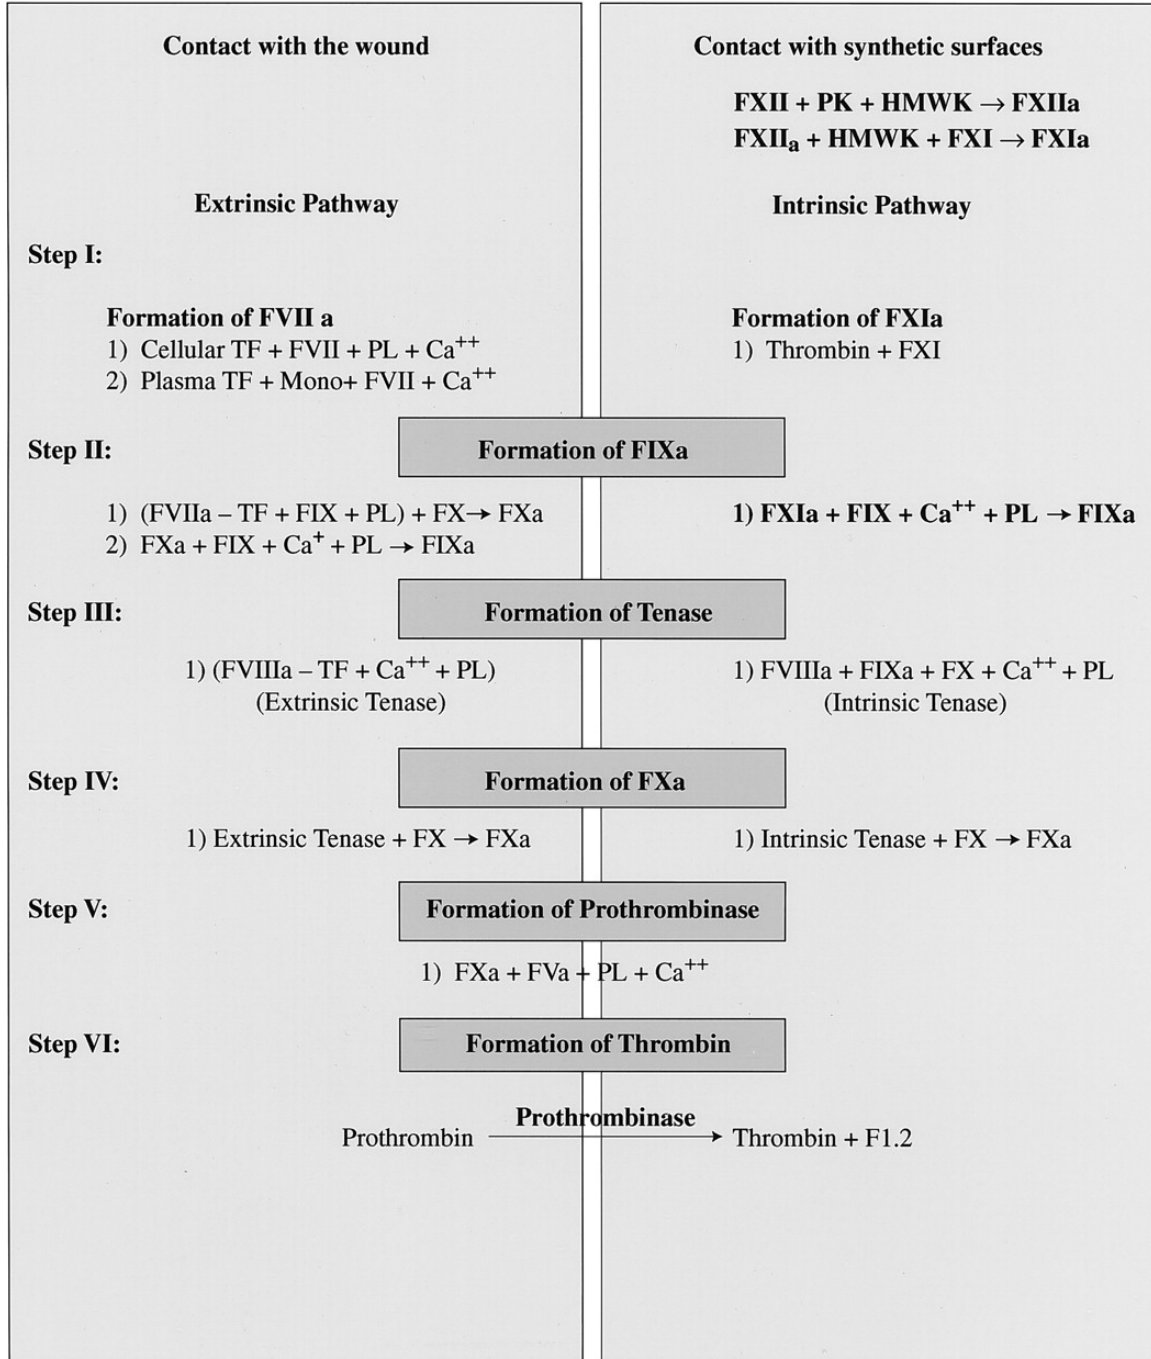 Contact with the wound
Contact with synthetic surfaces
FXII + PK + HMWK → FXIIa
FXIIₐ + HMWK + FXI → FXIa
Extrinsic Pathway
Intrinsic Pathway
Step I:
Formation of FVII a
1) Cellular TF + FVII + PL + Ca⁺⁺
2) Plasma TF + Mono+ FVII + Ca⁺⁺
Formation of FXIa
1) Thrombin + FXI
Step II:
Formation of FIXa
1) (FVIIa – TF + FIX + PL) + FX→ FXa
2) FXa + FIX + Ca⁺ + PL → FIXa
1) FXIa + FIX + Ca⁺⁺ + PL → FIXa
Step III:
Formation of Tenase
1) (FVIIIa – TF + Ca⁺⁺ + PL)
(Extrinsic Tenase)
1) FVIIIa + FIXa + FX + Ca⁺⁺ + PL
(Intrinsic Tenase)
Step IV:
Formation of FXa
1) Extrinsic Tenase + FX → FXa
1) Intrinsic Tenase + FX → FXa
Step V:
Formation of Prothrombinase
1) FXa + FVa + PL + Ca⁺⁺
Step VI:
Formation of Thrombin
Prothrombinase
Prothrombin → Thrombin + F1.2